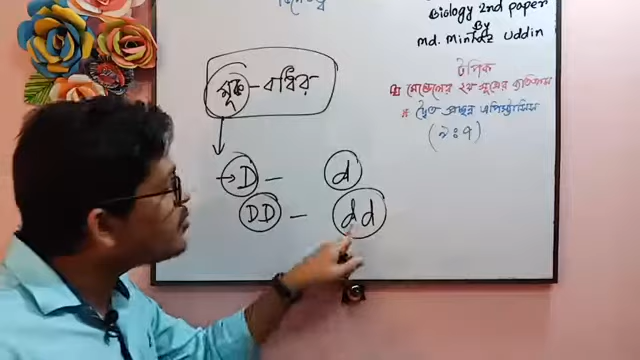 Biology 2nd paper
By
Md. Minhaz Uddin
টপিক
মেন্ডেলের ২য় সূত্রের ব্যতিক্রম
# দ্বৈত প্রচ্ছন্ন এপিস্ট্যাসিস
(৯:৭)
মূক - বধির
→ D - d
DD - dd